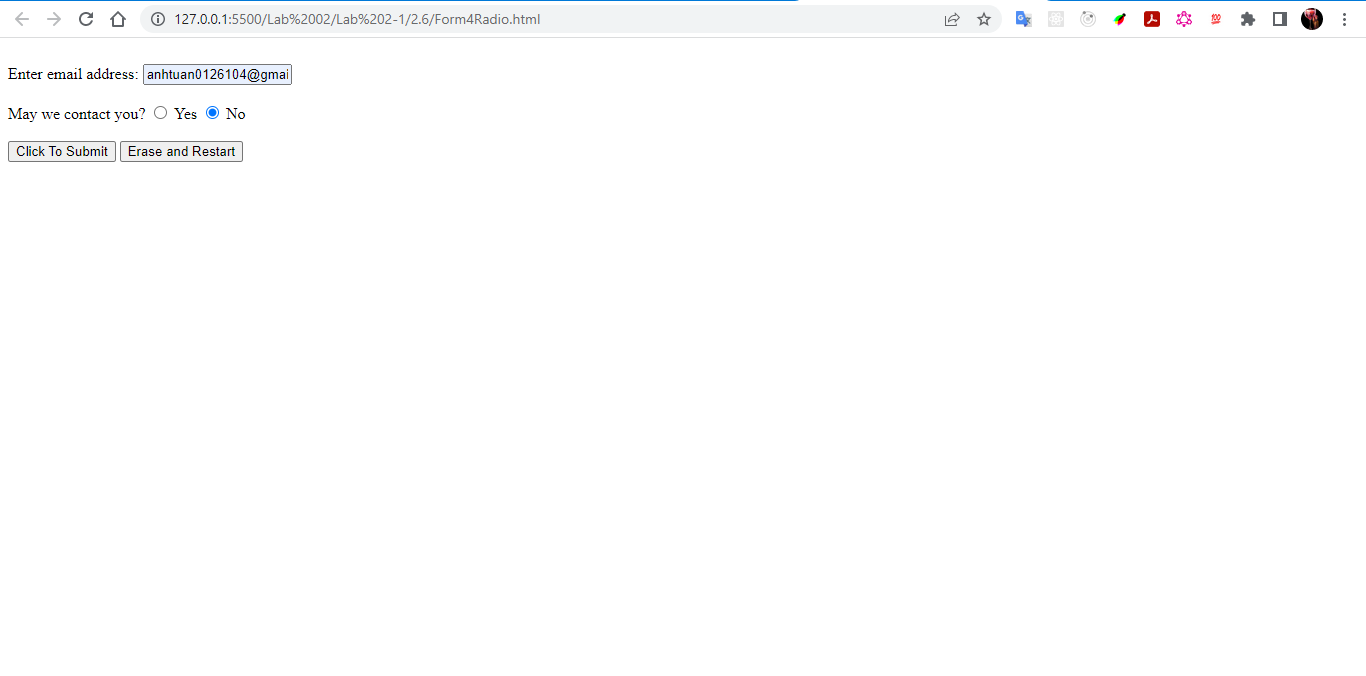 127.0.0.1:5500/Lab%2002/Lab%202-1/2.6/Form4Radio.html
Enter email address: anhtuan0126104@gmai
May we contact you? Yes No
Click To Submit Erase and Restart